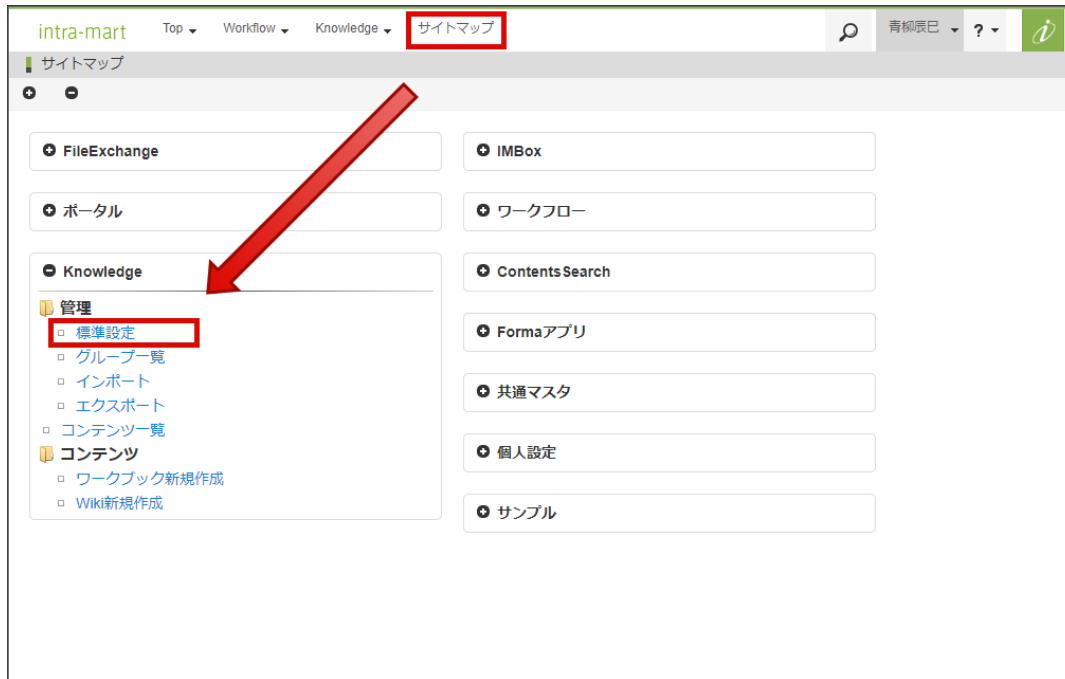 intra-mart Top Workflow Knowledge サイトマップ 青柳辰巳 ?
サイトマップ
FileExchange
IMBox
ポータル
ワークフロー
Knowledge
ContentsSearch
管理
標準設定
Formaアプリ
グループ一覧
インポート
共通マスタ
エクスポート
コンテンツ一覧
コンテンツ
個人設定
ワークブック新規作成
Wiki新規作成
サンプル